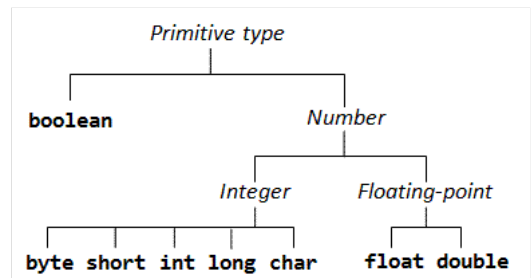 Primitive type
boolean Number
Integer Floating-point
byte short int long char float double